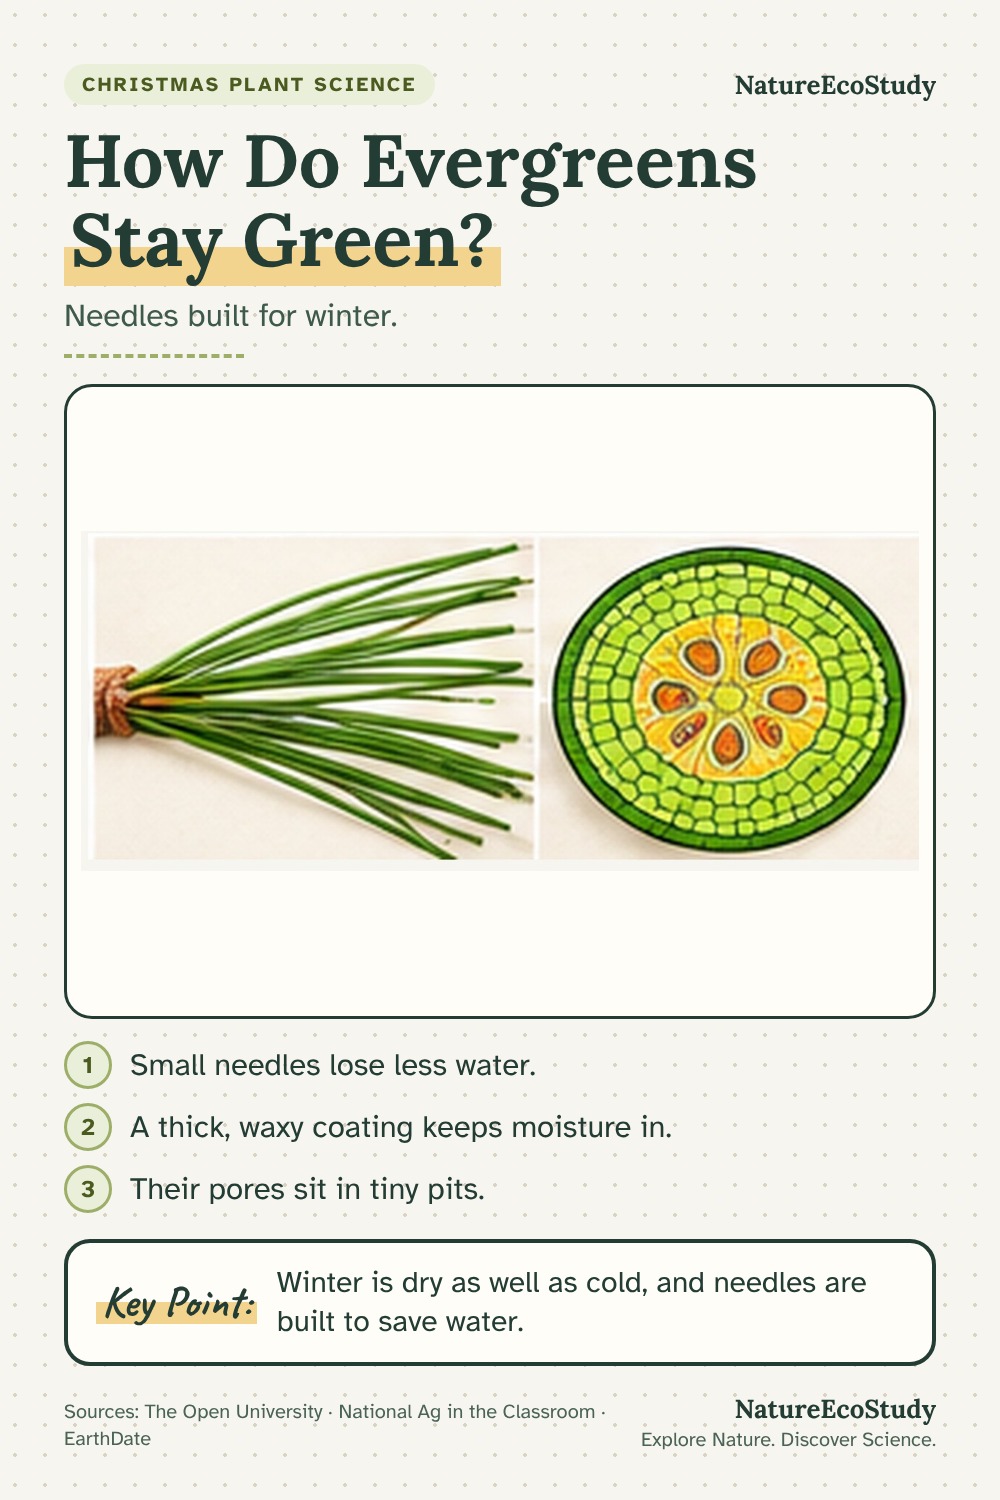 CHRISTMAS PLANT SCIENCE
NatureEcoStudy
How Do Evergreens
Stay Green?
Needles built for winter.
1 Small needles lose less water.
2 A thick, waxy coating keeps moisture in.
3 Their pores sit in tiny pits.
Key Point: Winter is dry as well as cold, and needles are
built to save water.
Sources: The Open University · National Ag in the Classroom ·
EarthDate
NatureEcoStudy
Explore Nature. Discover Science.